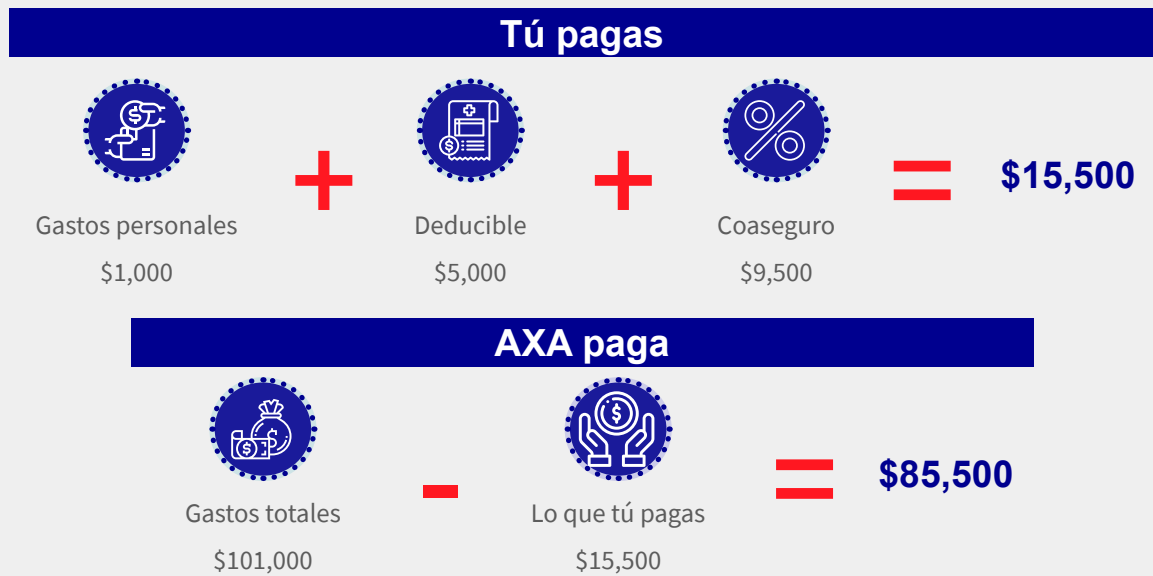 Tú pagas
+ + = $15,500
Gastos personales Deducible Coaseguro
$1,000 $5,000 $9,500
AXA paga
- = $85,500
Gastos totales Lo que tú pagas
$101,000 $15,500